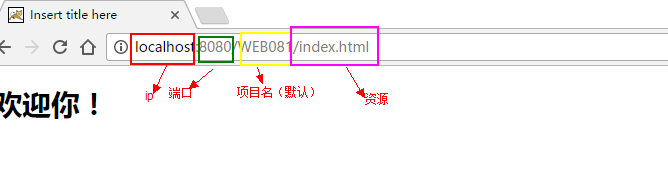 Insert title here
localhost:8080/WEB081/index.html
ip 端口 项目名（默认） 资源
欢迎你！